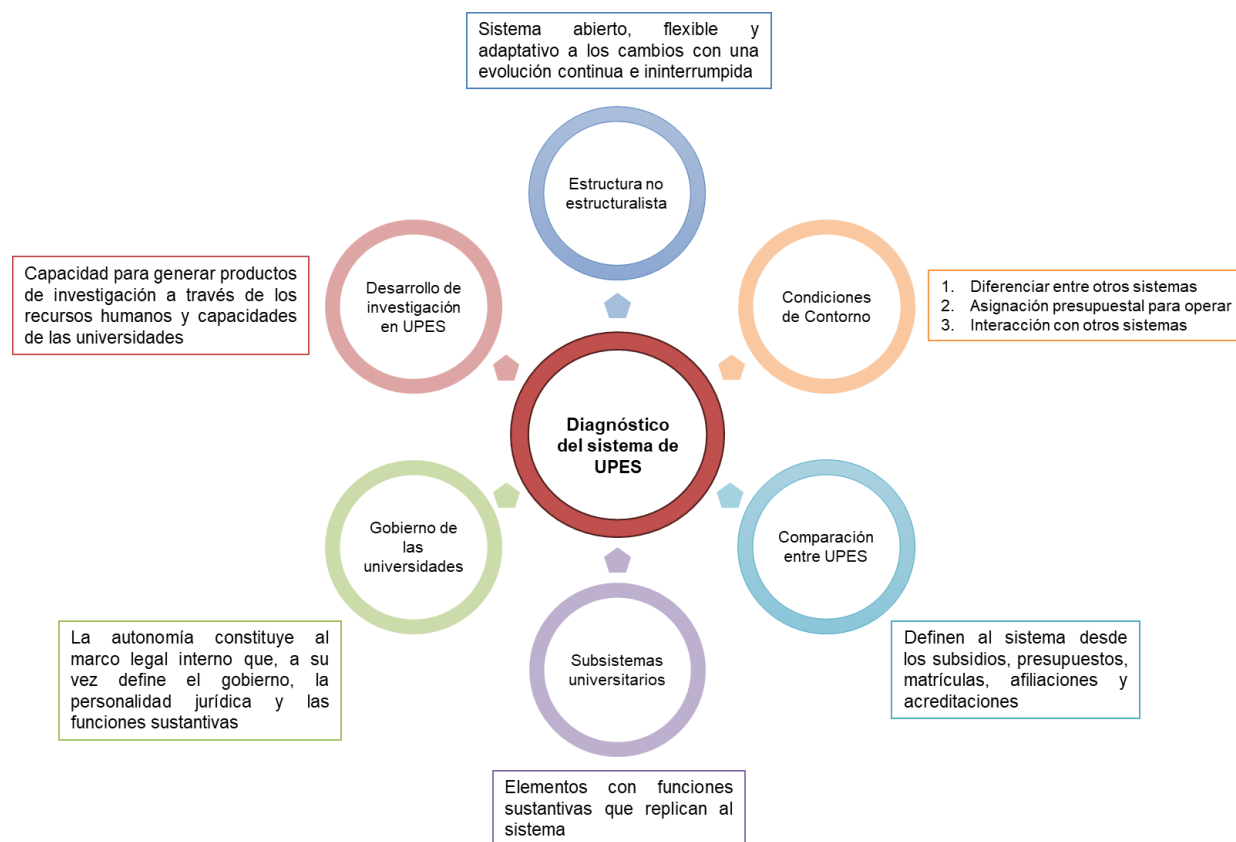 Sistema abierto, flexible y
adaptativo a los cambios con una
evolución continua e ininterrumpida
Estructura no
estructuralista
Capacidad para generar productos
de investigación a través de los
recursos humanos y capacidades
de las universidades
Desarrollo de
investigación
en UPES
Condiciones
de Contorno
1. Diferenciar entre otros sistemas
2. Asignación presupuestal para operar
3. Interacción con otros sistemas
Diagnóstico
del sistema de
UPES
Gobierno de
las
universidades
Comparación
entre UPES
La autonomía constituye al
marco legal interno que, a su
vez define el gobierno, la
personalidad jurídica y las
funciones sustantivas
Subsistemas
universitarios
Definen al sistema desde
los subsidios, presupuestos,
matrículas, afiliaciones y
acreditaciones
Elementos con funciones
sustantivas que replican al
sistema